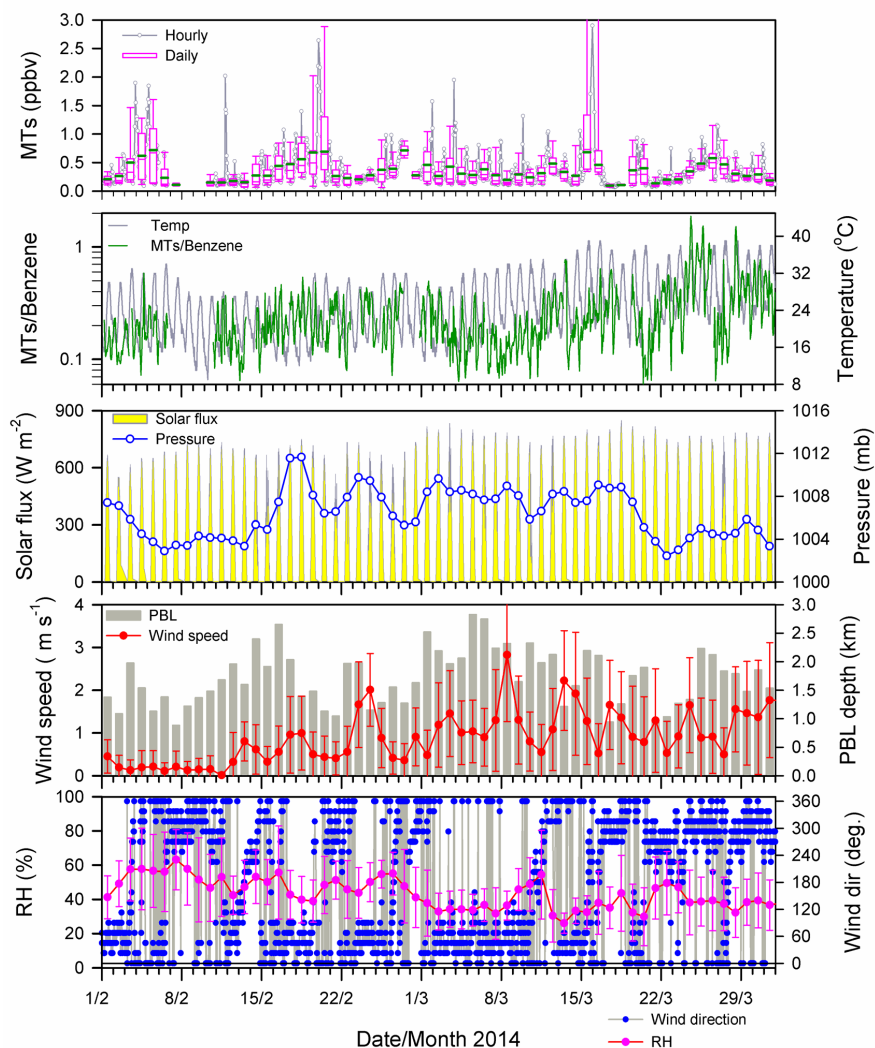 3.0
2.5
2.0
1.5
1.0
0.5
0.0
MTs (ppbv)
Hourly
Daily
1
0.1
MTs/Benzene
Temp
MTs/Benzene
40
32
24
16
8
Temperature (⁰C)
900
600
300
0
Solar flux (W m⁻²)
Solar flux
Pressure
1016
1012
1008
1004
1000
Pressure (mb)
4
3
2
1
0
Wind speed ( m s⁻¹)
PBL
Wind speed
3.0
2.5
2.0
1.5
1.0
0.5
0.0
PBL depth (km)
100
80
60
40
20
0
RH (%)
360
300
240
180
120
60
0
Wind dir (deg.)
1/2 8/2 15/2 22/2 1/3 8/3 15/3 22/3 29/3
Date/Month 2014
Wind direction
RH